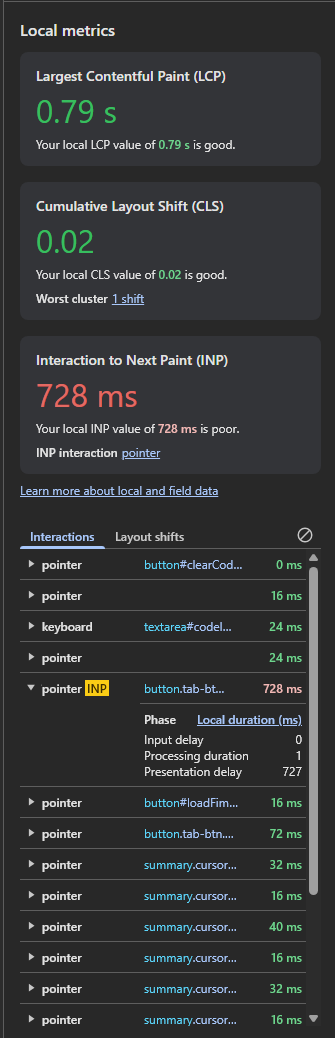 Local metrics
Largest Contentful Paint (LCP)
0.79 s
Your local LCP value of 0.79 s is good.
Cumulative Layout Shift (CLS)
0.02
Your local CLS value of 0.02 is good.
Worst cluster 1 shift
Interaction to Next Paint (INP)
728 ms
Your local INP value of 728 ms is poor.
INP interaction pointer
Learn more about local and field data
Interactions Layout shifts
pointer button#clearCod... 0 ms
pointer 16 ms
keyboard textarea#codeI... 24 ms
pointer 24 ms
pointer INP button.tab-bt... 728 ms
Phase Local duration (ms)
Input delay 0
Processing duration 1
Presentation delay 727
pointer button#loadFim... 16 ms
pointer button.tab-btn.... 72 ms
pointer summary.cursor... 32 ms
pointer summary.cursor... 16 ms
pointer summary.cursor... 40 ms
pointer summary.cursor... 16 ms
pointer summary.cursor... 32 ms
pointer summary.cursor... 16 ms